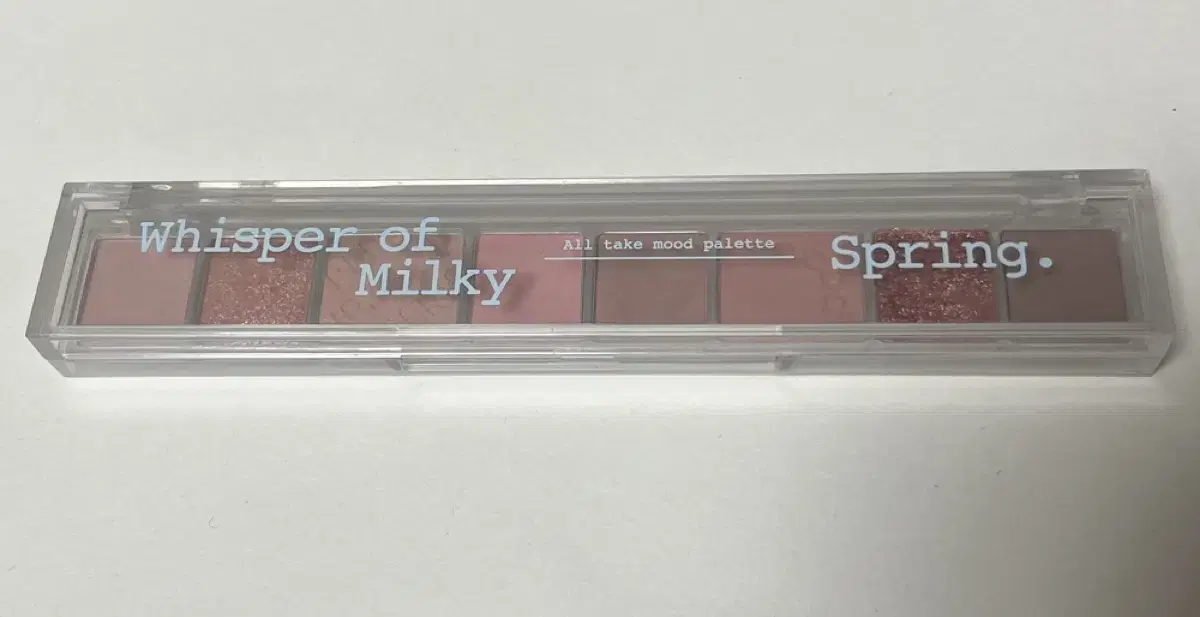 Whisper of
Milky
All take mood palette
Spring.